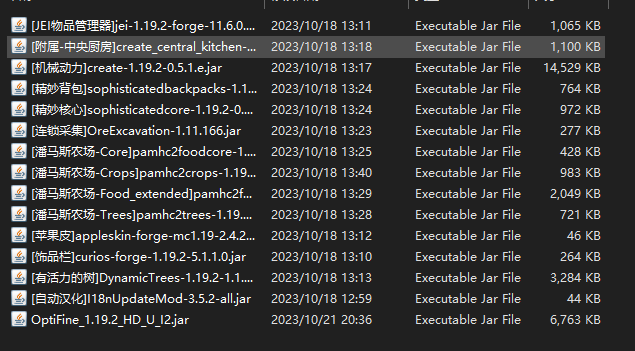 [JEI物品管理器]jei-1.19.2-forge-11.6.0.... 2023/10/18 13:11 Executable Jar File 1,065 KB
[附属-中央厨房]create_central_kitchen-... 2023/10/18 13:18 Executable Jar File 1,100 KB
[机械动力]create-1.19.2-0.5.1.e.jar 2023/10/18 13:17 Executable Jar File 14,529 KB
[精妙背包]sophisticatedbackpacks-1.1... 2023/10/18 13:24 Executable Jar File 764 KB
[精妙核心]sophisticatedcore-1.19.2-0.... 2023/10/18 13:24 Executable Jar File 972 KB
[连锁采集]OreExcavation-1.11.166.jar 2023/10/18 13:23 Executable Jar File 277 KB
[潘马斯农场-Core]pamhc2foodcore-1.... 2023/10/18 13:25 Executable Jar File 428 KB
[潘马斯农场-Crops]pamhc2crops-1.19... 2023/10/18 13:40 Executable Jar File 983 KB
[潘马斯农场-Food_extended]pamhc2f... 2023/10/18 13:29 Executable Jar File 2,049 KB
[潘马斯农场-Trees]pamhc2trees-1.19.... 2023/10/18 13:28 Executable Jar File 721 KB
[苹果皮]appleskin-forge-mc1.19-2.4.2... 2023/10/18 13:12 Executable Jar File 46 KB
[饰品栏]curios-forge-1.19.2-5.1.1.0.jar 2023/10/18 13:10 Executable Jar File 264 KB
[有活力的树]DynamicTrees-1.19.2-1.1.... 2023/10/18 13:13 Executable Jar File 3,284 KB
[自动汉化]I18nUpdateMod-3.5.2-all.jar 2023/10/18 12:59 Executable Jar File 44 KB
OptiFine_1.19.2_HD_U_I2.jar 2023/10/21 20:36 Executable Jar File 6,763 KB